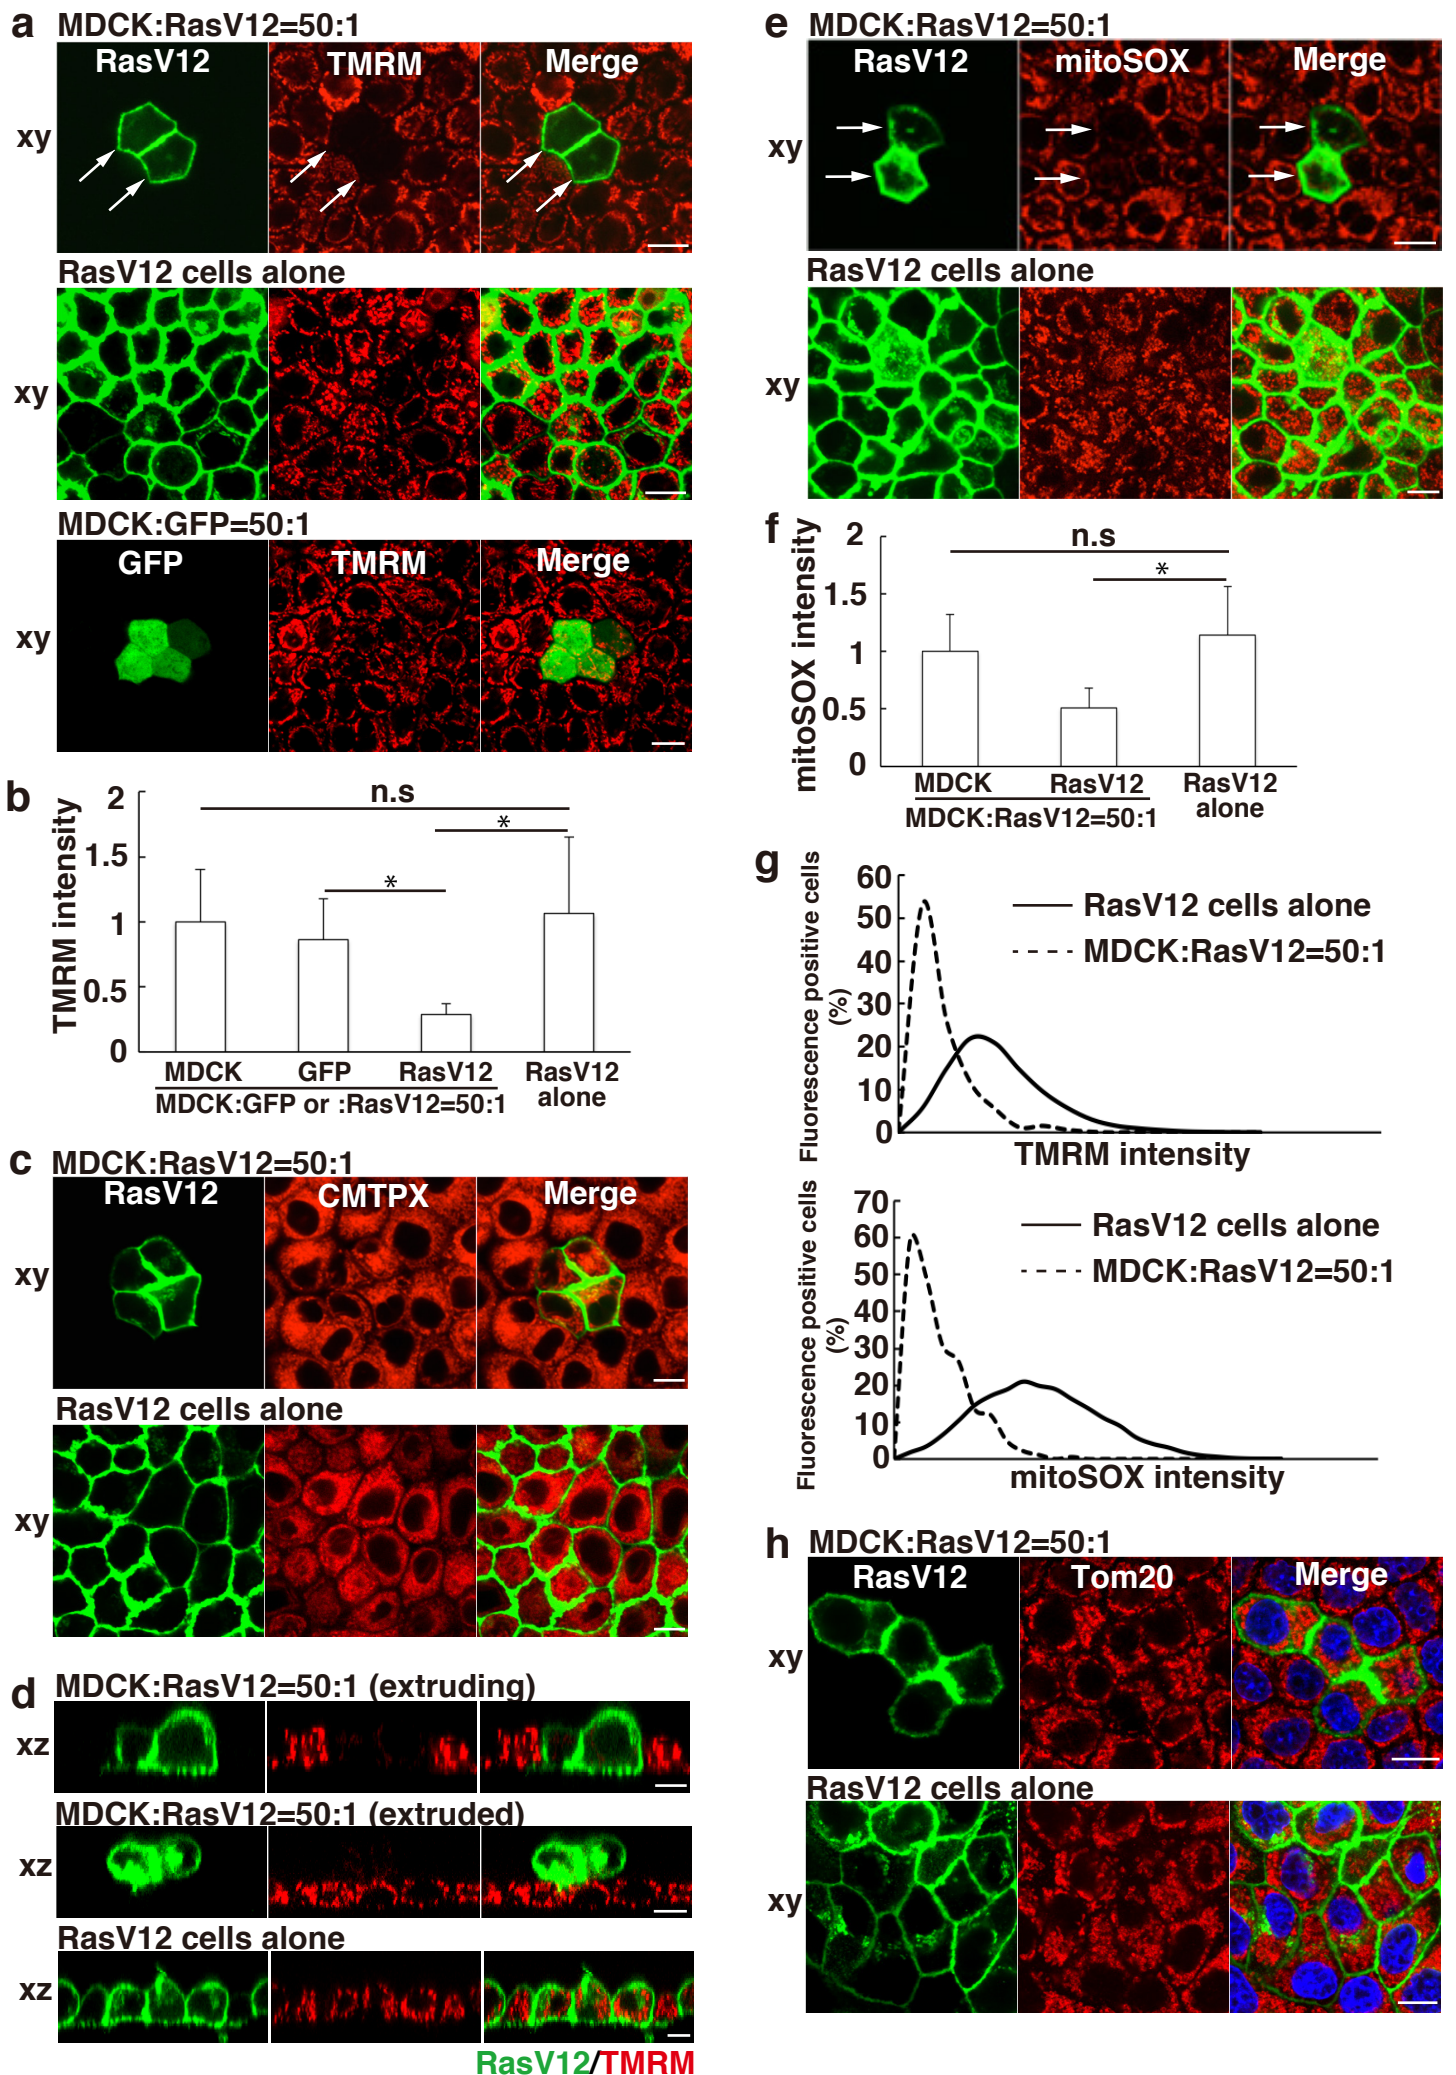 a MDCK:RasV12=50:1
RasV12 TMRM Merge
xy
RasV12 cells alone
xy
MDCK:GFP=50:1
GFP TMRM Merge
xy
b
TMRM intensity
2
1.5
1
0.5
0
n.s
*
*
MDCK GFP RasV12 RasV12 alone
MDCK:GFP or :RasV12=50:1
c MDCK:RasV12=50:1
RasV12 CMTPX Merge
xy
RasV12 cells alone
xy
d MDCK:RasV12=50:1 (extruding)
xz
MDCK:RasV12=50:1 (extruded)
xz
RasV12 cells alone
xz
RasV12/TMRM
e MDCK:RasV12=50:1
RasV12 mitoSOX Merge
xy
RasV12 cells alone
xy
f
mitoSOX intensity
2
1.5
1
0.5
0
n.s
*
MDCK RasV12 RasV12 alone
MDCK:RasV12=50:1
g
Fluorescence positive cells
(%)
60
50
40
30
20
10
0
RasV12 cells alone
MDCK:RasV12=50:1
TMRM intensity
Fluorescence positive cells
(%)
70
60
50
40
30
20
10
0
RasV12 cells alone
MDCK:RasV12=50:1
mitoSOX intensity
h MDCK:RasV12=50:1
RasV12 Tom20 Merge
xy
RasV12 cells alone
xy